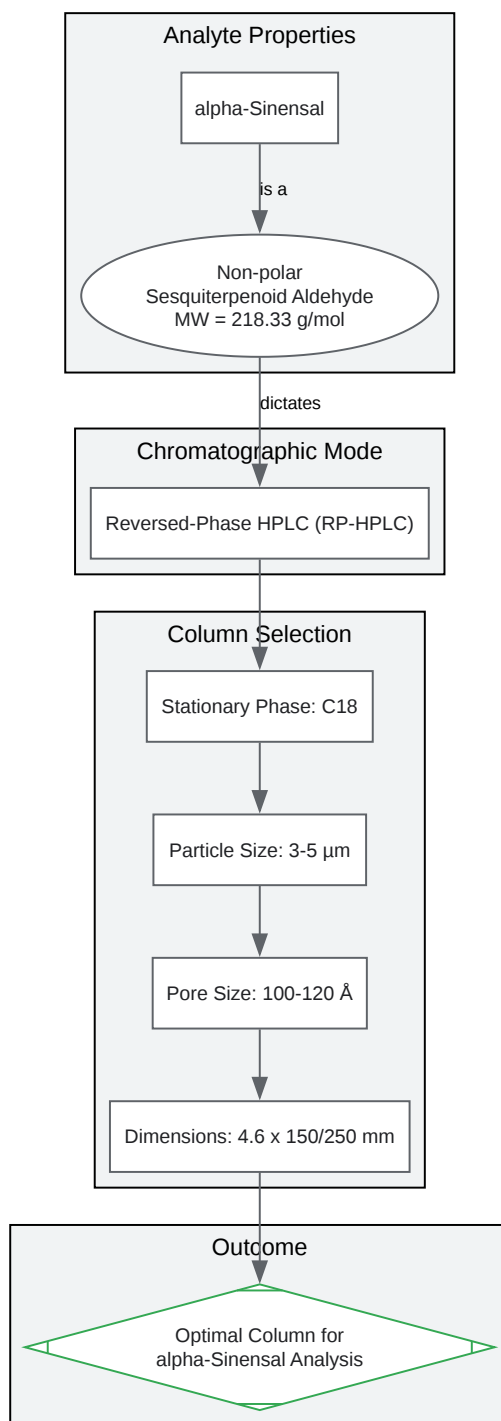 Analyte Properties
alpha-Sinensal
is a
Non-polar
Sesquiterpenoid Aldehyde
MW = 218.33 g/mol
dictates
Chromatographic Mode
Reversed-Phase HPLC (RP-HPLC)
Column Selection
Stationary Phase: C18
Particle Size: 3-5 µm
Pore Size: 100-120 Å
Dimensions: 4.6 x 150/250 mm
Outcome
Optimal Column for
alpha-Sinensal Analysis